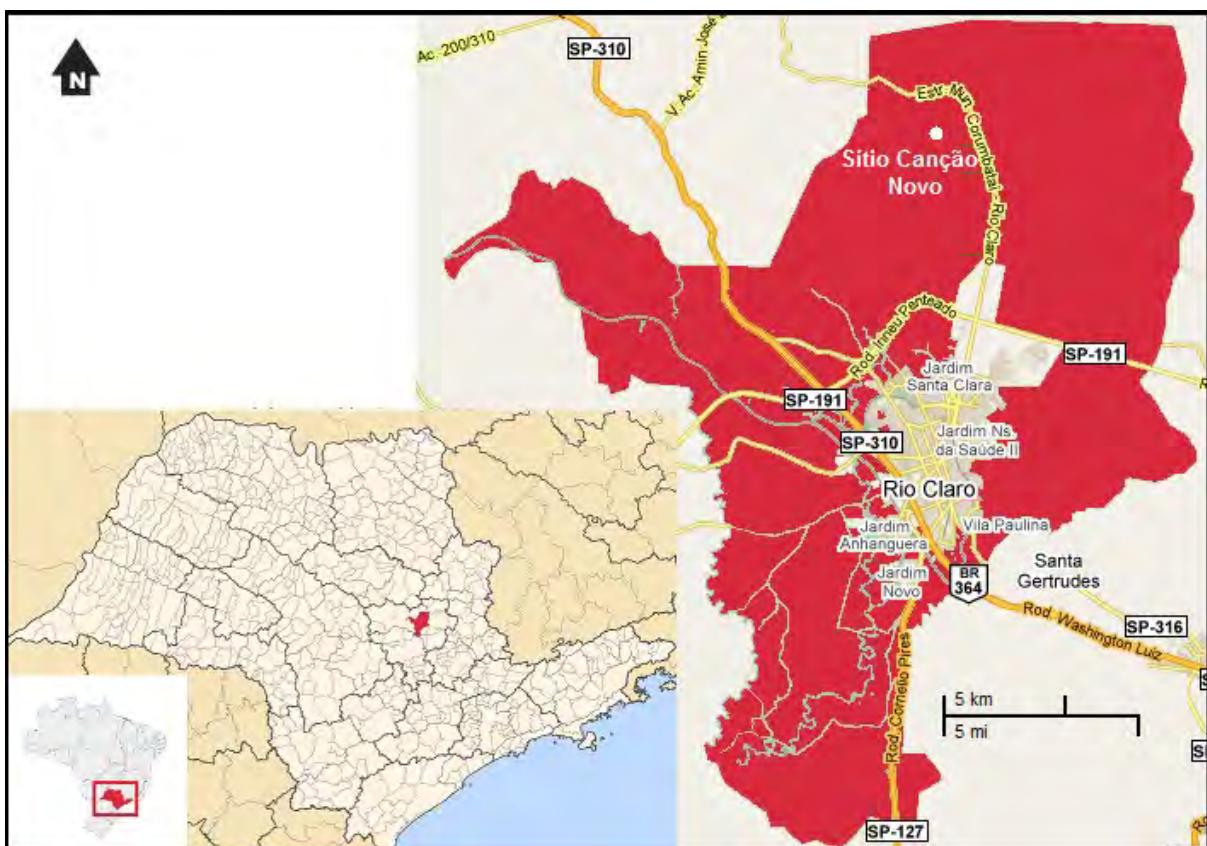 N
Ac. 200/310
SP-310
V. Ac. Amin José
Estr. Mun. Corumbataí - Rio Claro
Sítio Canção
Novo
Rod. Irineu Penteado
SP-191
Jardim
Santa Clara
SP-191
SP-310
Jardim Ns.
da Saúde II
Rio Claro
Jardim
Anhanguera
Vila Paulina
Jardim
Novo
BR
364
Santa
Gertrudes
Rod. Washington Luiz
SP-316
Rod. Cornelio Pires
5 km
5 mi
SP-127